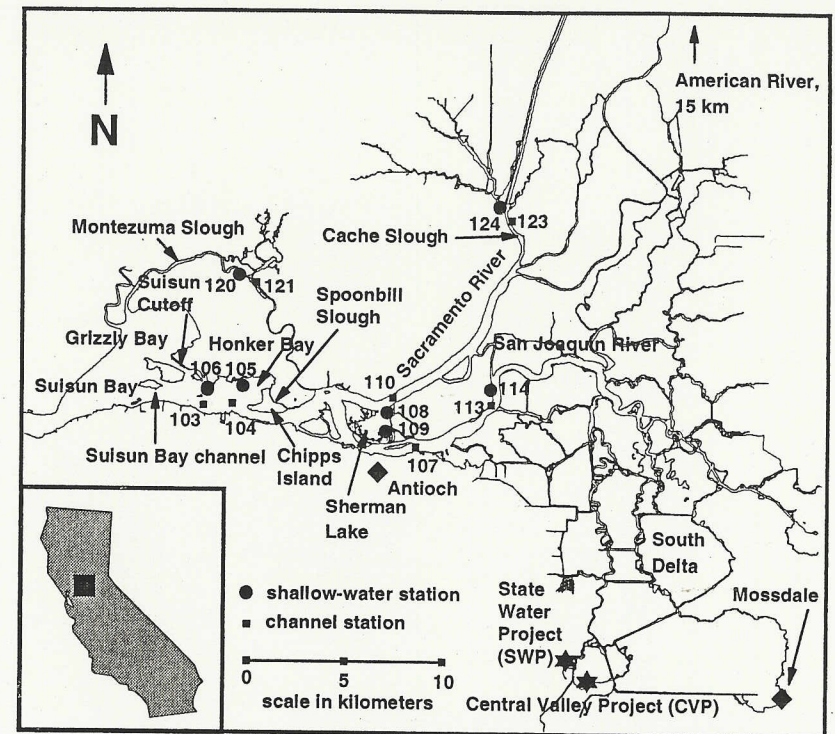 American River,
15 km
N
124
123
Cache Slough
Montezuma Slough
Suisun
Cutoff
120
121
Spoonbill
Slough
Sacramento River
Grizzly Bay
Honker Bay
San Joaquin River
106
105
Suisun Bay
110
114
108
103
104
113
109
Suisun Bay channel
Chipps
Island
107
Antioch
Sherman
Lake
South
Delta
State
Water
Project
(SWP)
Mossdale
shallow-water station
channel station
0
5
10
scale in kilometers
Central Valley Project (CVP)